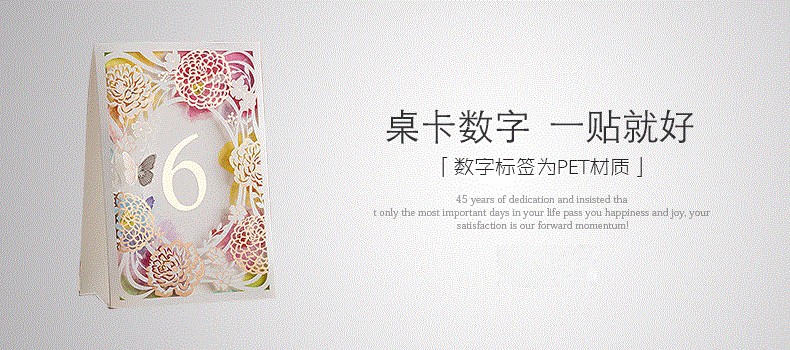 6
桌卡数字 一贴就好
「数字标签为PET材质」
45 years of dedication and insisted tha
t only the most important days in your life pass you happiness and joy, your
satisfaction is our forward momentum!